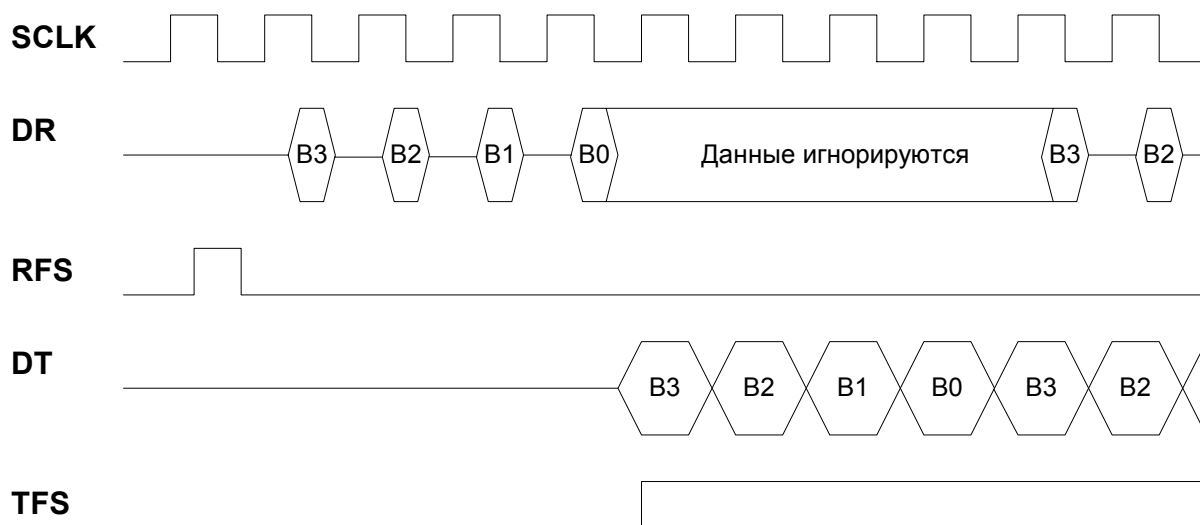 SCLK
DR
B3 B2 B1 B0 Данные игнорируются B3 B2
RFS
DT
B3 B2 B1 B0 B3 B2
TFS